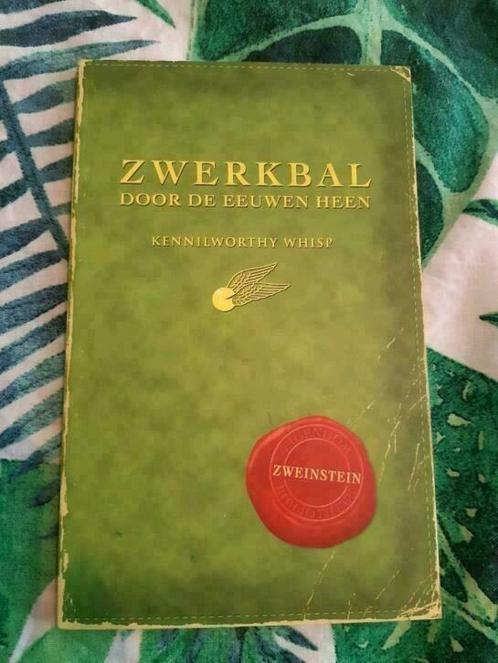 ZWERKBAL
DOOR DE EEUWEN HEEN
KENNILWORTHY WHISP
ZWEINSTEIN